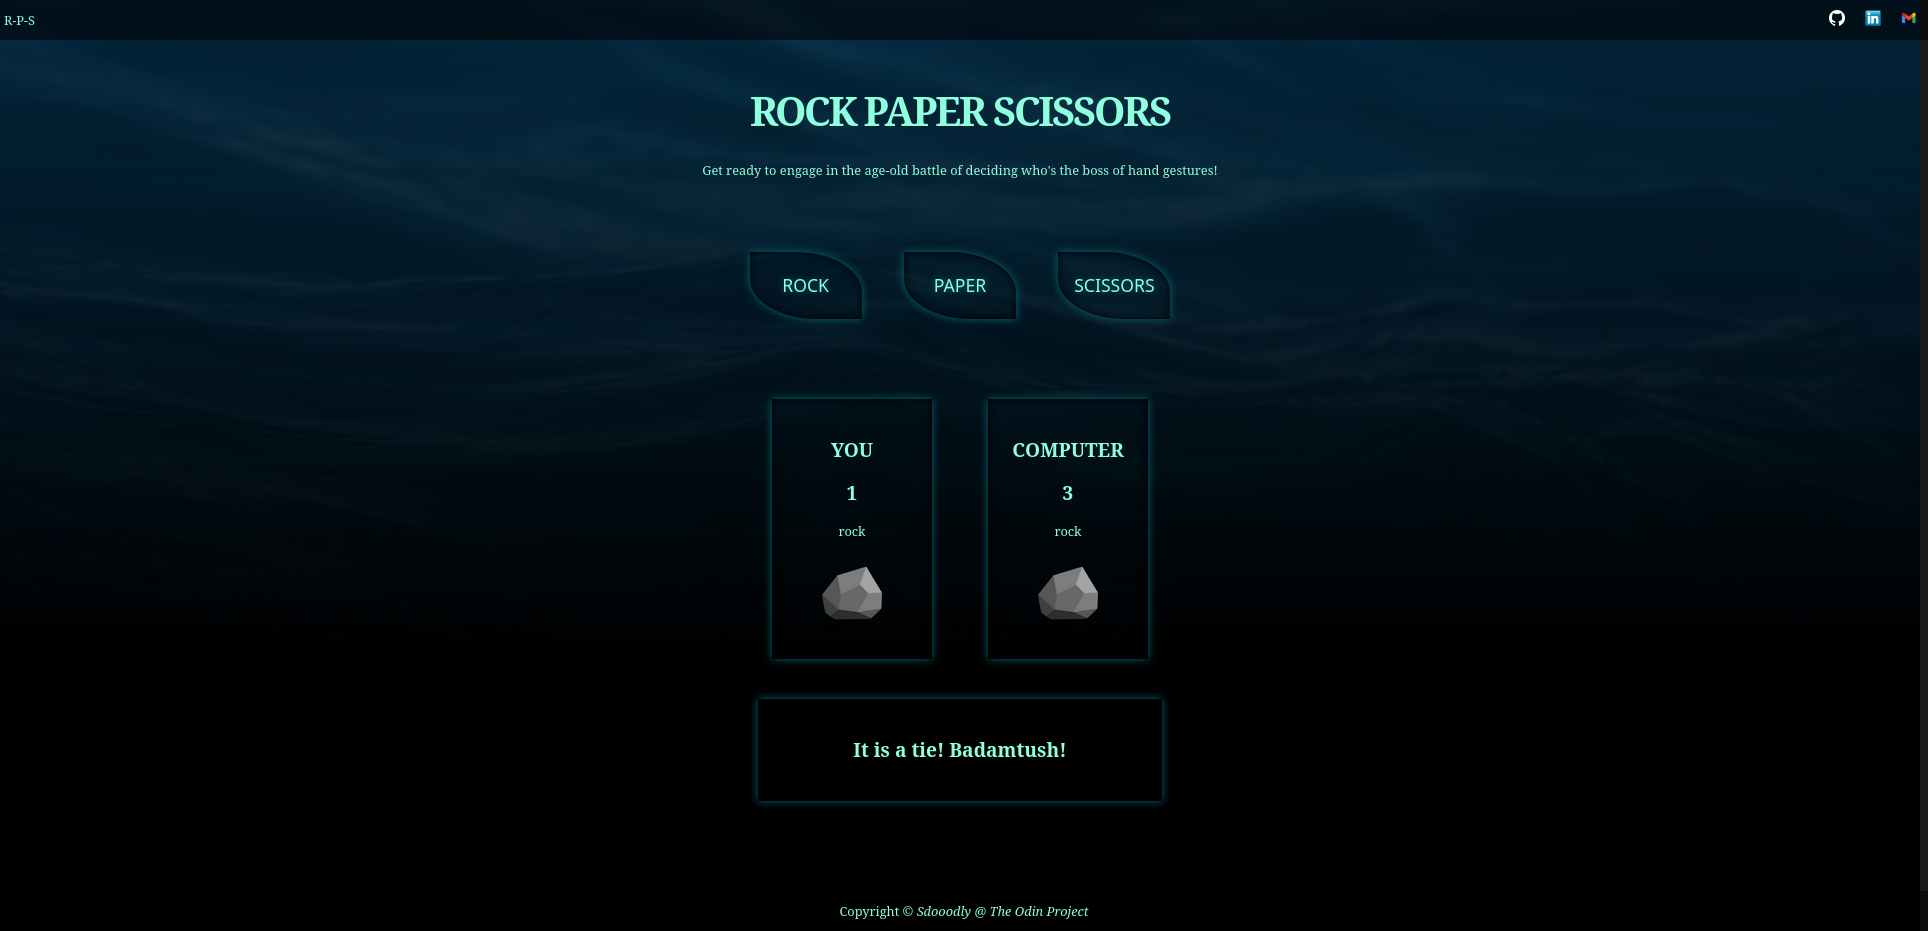 R-P-S
ROCK PAPER SCISSORS
Get ready to engage in the age-old battle of deciding who's the boss of hand gestures!
ROCK
PAPER
SCISSORS
YOU
1
rock
COMPUTER
3
rock
It is a tie! Badamtush!
Copyright © Sdooodly @ The Odin Project